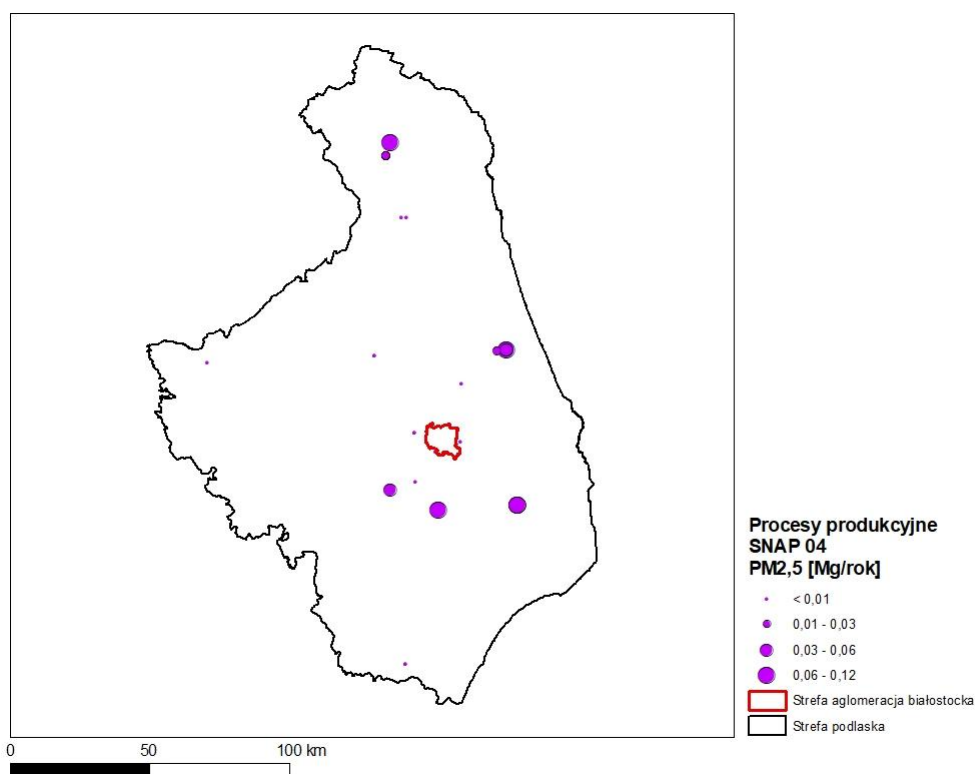 Procesy produkcyjne
SNAP 04
PM2,5 [Mg/rok]
< 0,01
0,01 - 0,03
0,03 - 0,06
0,06 - 0,12
Strefa aglomeracja białostocka
Strefa podlaska
0 50 100 km